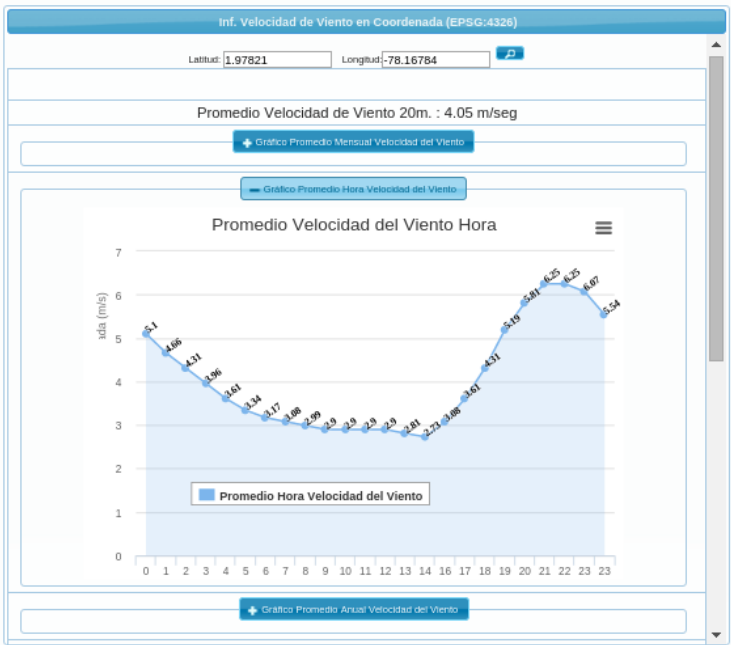 Inf. Velocidad de Viento en Coordenada (EPSG:4326)
Latitud: 1.97821 Longitud: -78.16784
Promedio Velocidad de Viento 20m. : 4.05 m/seg
Gráfico Promedio Mensual Velocidad del Viento
Gráfico Promedio Hora Velocidad del Viento
Promedio Velocidad del Viento Hora
ada (m/s)
7
6
5
4
3
2
1
0
5.1 4.66 4.31 3.96 3.61 3.34 3.17 3.08 2.99 2.9 2.9 2.9 2.9 2.81 2.73 3.08 3.61 4.31 5.19 5.81 6.25 6.25 6.07 5.54
Promedio Hora Velocidad del Viento
0 1 2 3 4 5 6 7 8 9 10 11 12 13 14 16 17 18 19 20 21 22 23 23
Gráfico Promedio Anual Velocidad del Viento